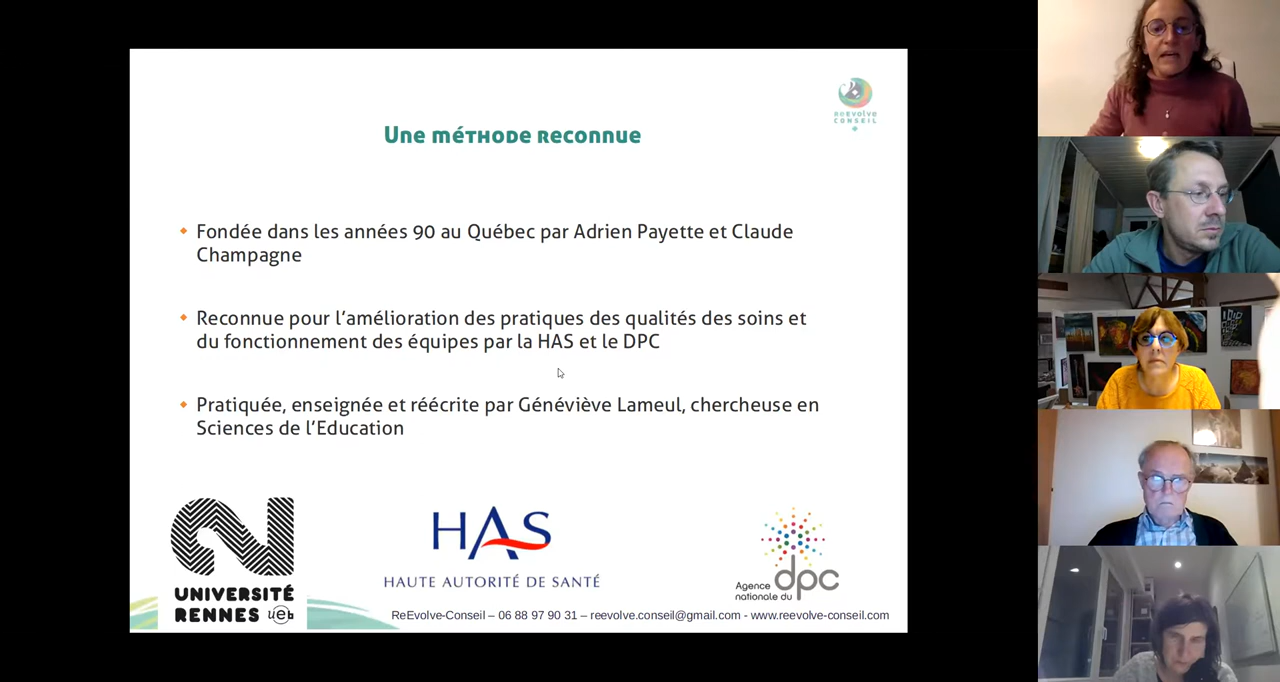 ReEvolve
CONSEIL
Une méthode reconnue
Fondée dans les années 90 au Québec par Adrien Payette et Claude
Champagne
Reconnue pour l'amélioration des pratiques des qualités des soins et
du fonctionnement des équipes par la HAS et le DPC
Pratiquée, enseignée et réécrite par Généviève Lameul, chercheuse en
Sciences de l'Education
UNIVERSITÉ
RENNES ueb
HAS
HAUTE AUTORITÉ DE SANTÉ
Agence
nationale du dpc
ReEvolve-Conseil – 06 88 97 90 31 – reevolve.conseil@gmail.com - www.reevolve-conseil.com